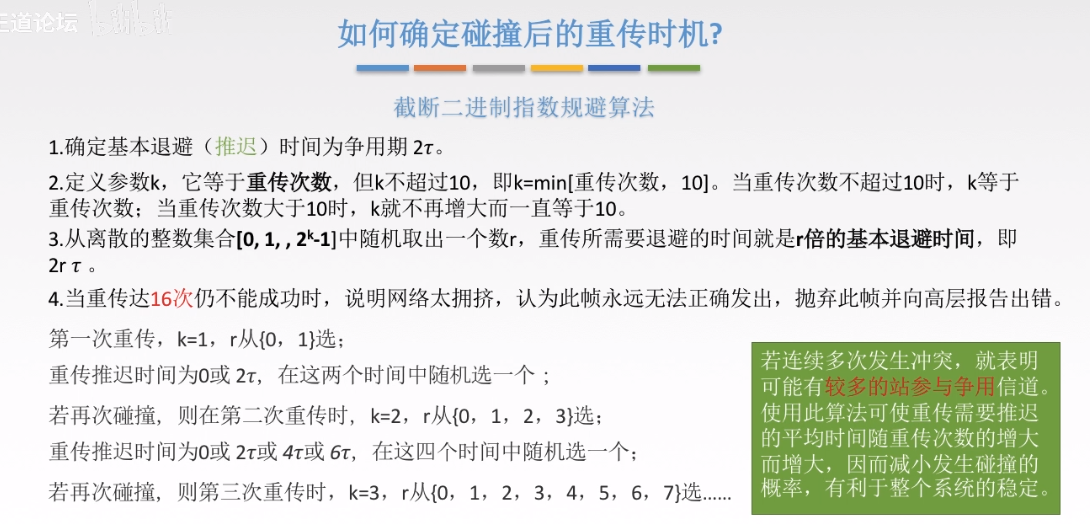 王道论坛 bilibili
如何确定碰撞后的重传时机?
截断二进制指数规避算法
1.确定基本退避（推迟）时间为争用期 2τ。
2.定义参数k，它等于重传次数，但k不超过10，即k=min[重传次数，10]。当重传次数不超过10时，k等于
重传次数；当重传次数大于10时，k就不再增大而一直等于10。
3.从离散的整数集合[0, 1, , 2ᵏ-1]中随机取出一个数r，重传所需要退避的时间就是r倍的基本退避时间，即
2r τ 。
4.当重传达16次仍不能成功时，说明网络太拥挤，认为此帧永远无法正确发出，抛弃此帧并向高层报告出错。
第一次重传，k=1，r从{0，1}选；
重传推迟时间为0或 2τ，在这两个时间中随机选一个；
若再次碰撞，则在第二次重传时，k=2，r从{0，1，2，3}选；
重传推迟时间为0或 2τ或 4τ或 6τ，在这四个时间中随机选一个；
若再次碰撞，则第三次重传时，k=3，r从{0，1，2，3，4，5，6，7}选......
若连续多次发生冲突，就表明
可能有较多的站参与争用信道。
使用此算法可使重传需要推迟
的平均时间随重传次数的增大
而增大，因而减小发生碰撞的
概率，有利于整个系统的稳定。